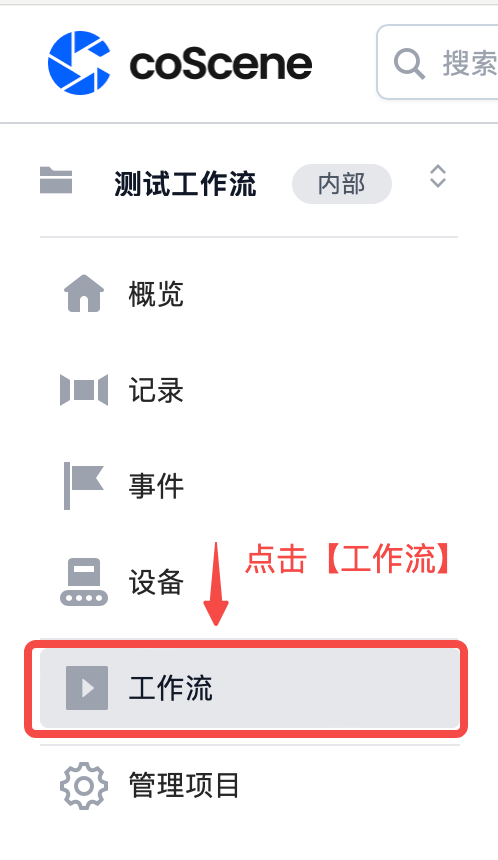 coScene
搜索
测试工作流 内部
概览
记录
事件
点击【工作流】
设备
工作流
管理项目